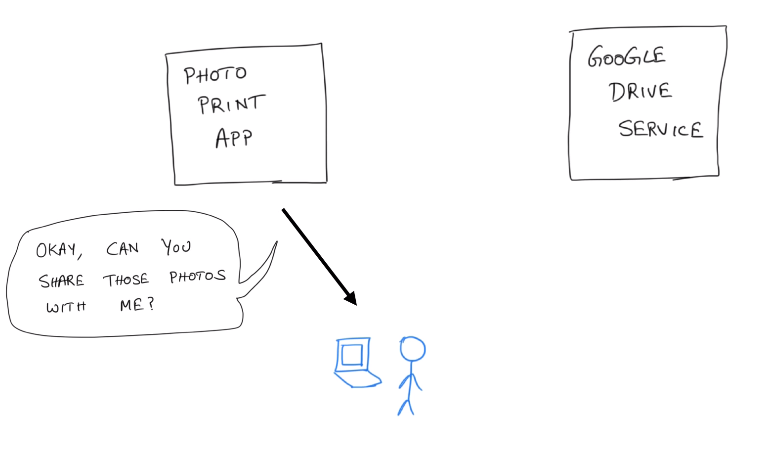 PHOTO
PRINT
APP
GOOGLE
DRIVE
SERVICE
OKAY, CAN YOU
SHARE THOSE PHOTOS
WITH ME?